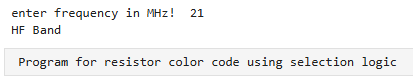 enter frequency in MHz!  21
HF Band
Program for resistor color code using selection logic